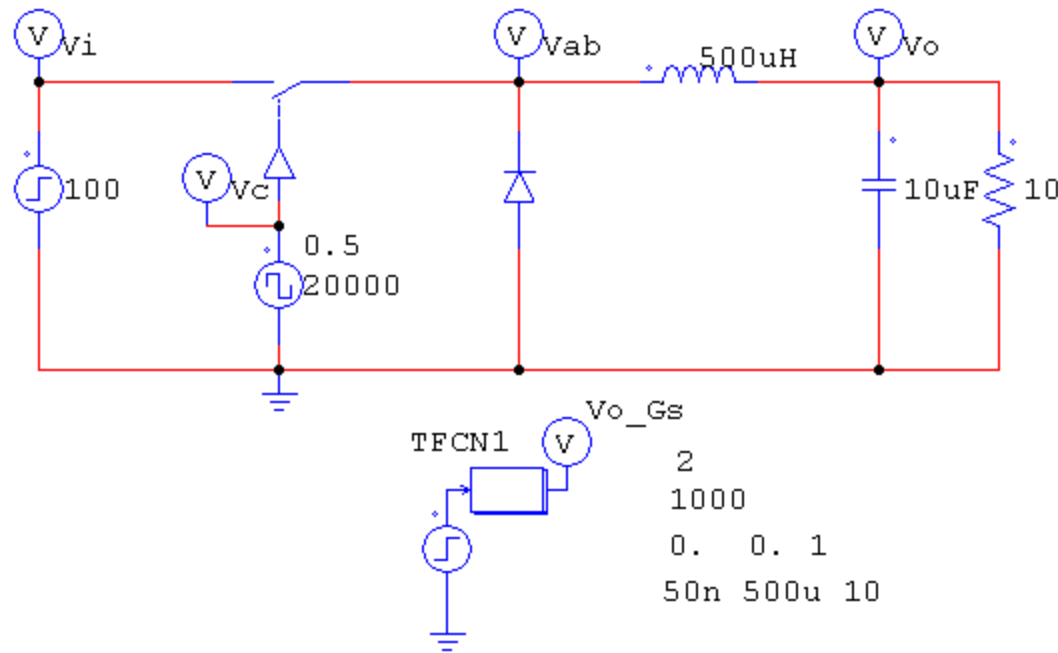 V Vi
V Vab
500uH
V Vo
100
V Vc
10uF
10
0.5
20000
Vo_Gs
TFCN1
V
2
1000
0. 0. 1
50n 500u 10